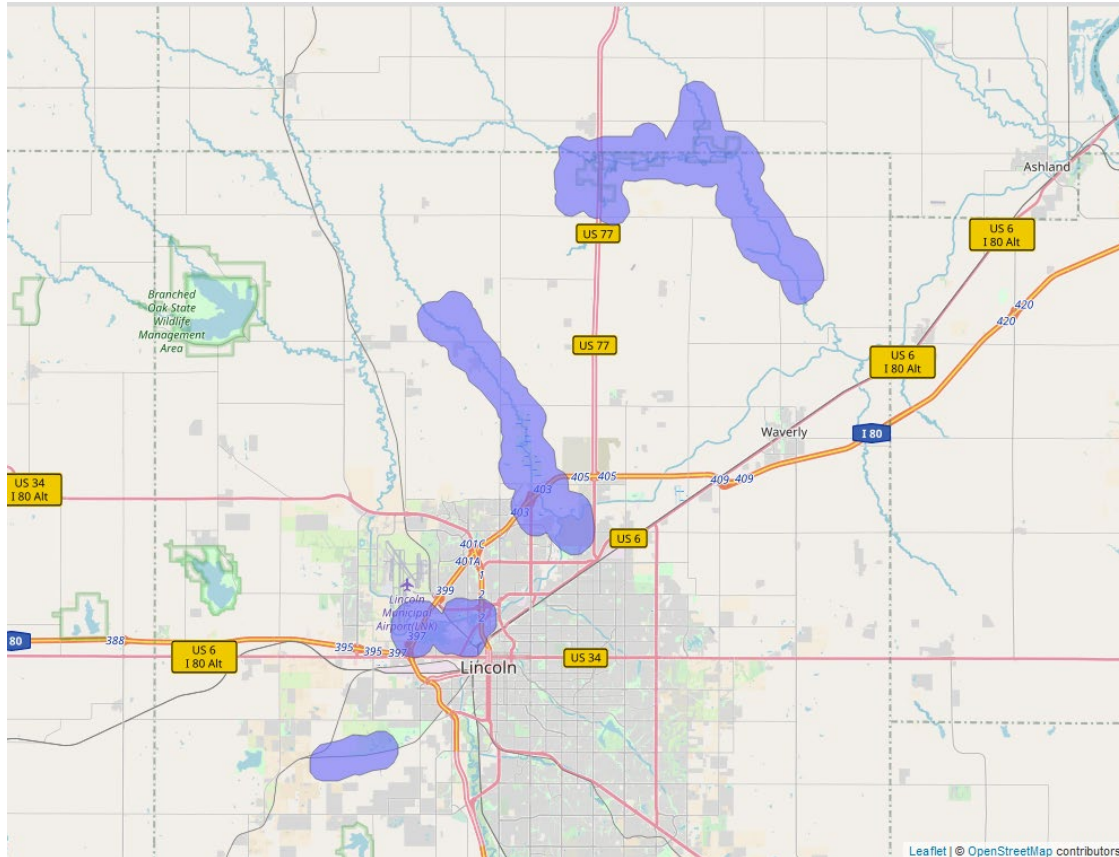 Ashland
US 77
US 6
I 80 Alt
Branched
Oak State
Wildlife
Management
Area
420
420
US 77
US 6
I 80 Alt
Waverly
I 80
US 34
I 80 Alt
405
405
409
409
403
403
US 6
401C
401A
1
399
2
2
Lincoln
Municipal
Airport(LNK)
397
80
388
US 6
I 80 Alt
395
395
397
US 34
Lincoln
Leaflet | © OpenStreetMap contributors